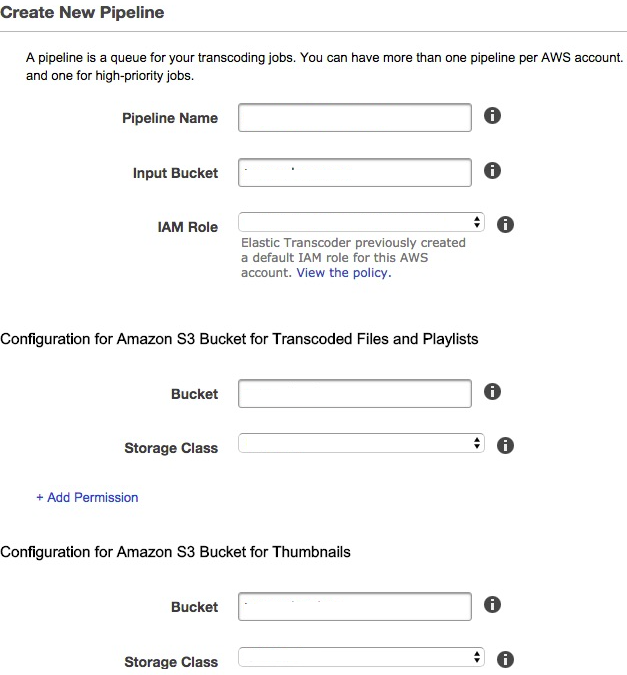 Create New Pipeline
A pipeline is a queue for your transcoding jobs. You can have more than one pipeline per AWS account.
and one for high-priority jobs.
Pipeline Name
Input Bucket
IAM Role
Elastic Transcoder previously created
a default IAM role for this AWS
account. View the policy.
Configuration for Amazon S3 Bucket for Transcoded Files and Playlists
Bucket
Storage Class
+ Add Permission
Configuration for Amazon S3 Bucket for Thumbnails
Bucket
Storage Class